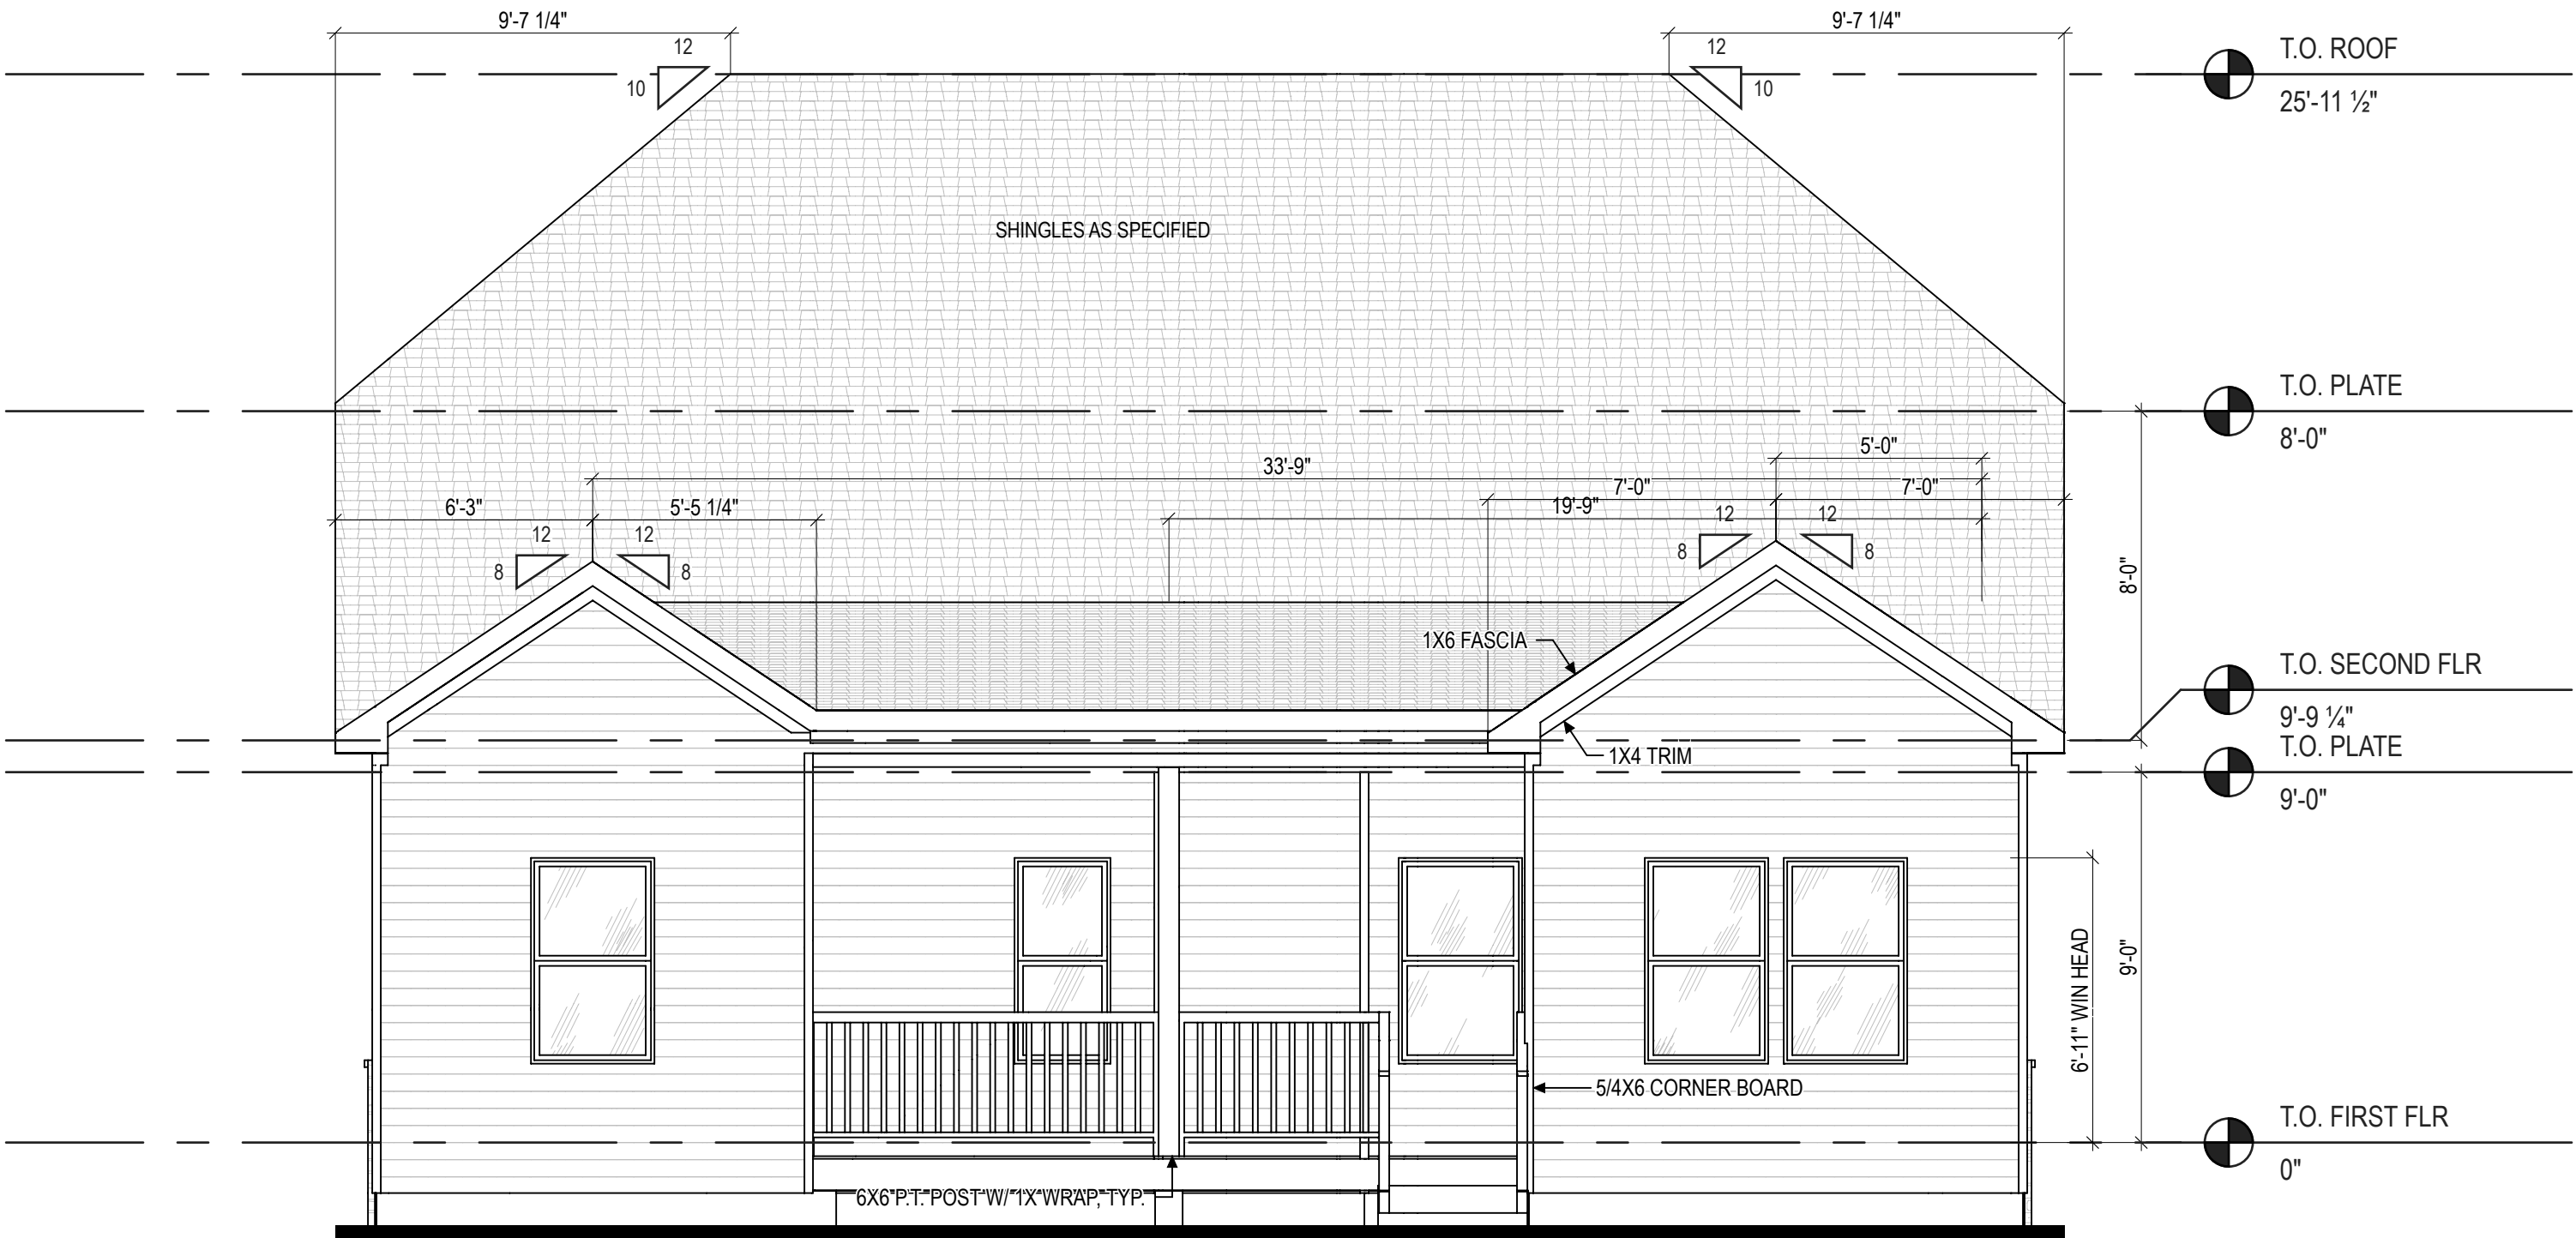 9'-7 1/4"
9'-7 1/4"
12
10
12
10
T.O. ROOF
25'-11 ½"
SHINGLES AS SPECIFIED
T.O. PLATE
8'-0"
5'-0"
33'-9"
7'-0"
7'-0"
6'-3"
5'-5 1/4"
19'-9"
12
12
8
8
12
12
8
8
8'-0"
1X6 FASCIA
T.O. SECOND FLR
9'-9 ¼"
1X4 TRIM
T.O. PLATE
9'-0"
6'-11" WIN HEAD
9'-0"
5/4X6 CORNER BOARD
T.O. FIRST FLR
0"
6X6 P.T. POST W/ 1X WRAP, TYP.